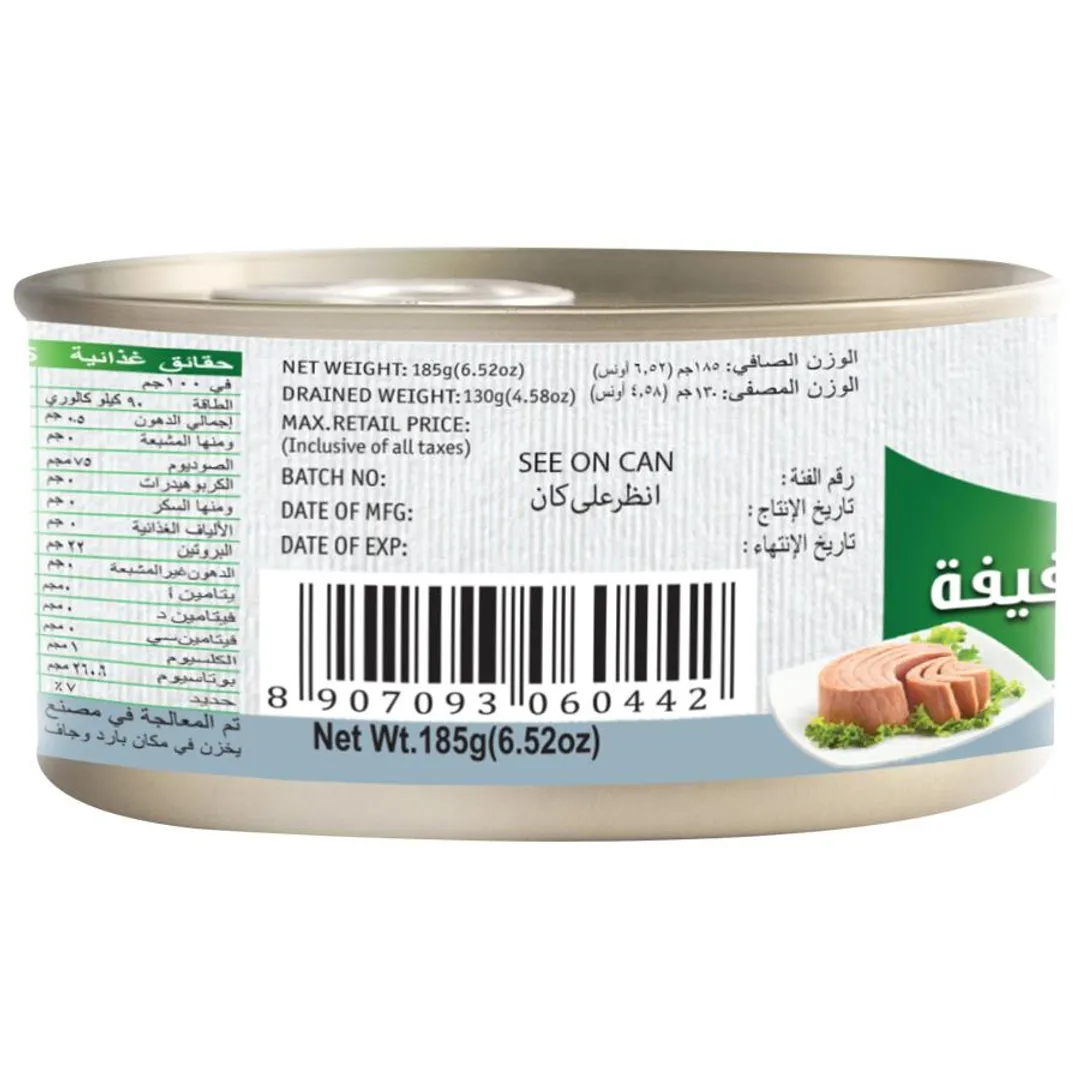 حقائق غذائية
في ١٠٠جم
الطاقة ٩٠ كيلو كالوري
إجمالي الدهون ٠.٥ جم
ومنها المشبعة ٠ جم
الصوديوم ٧٥ مجم
الكربوهيدرات ٠ جم
ومنها السكر ٠ جم
الألياف الغذائية ٠ جم
البروتين ٢٢ جم
الدهون غير المشبعة ٠ جم
يتامين أ ٠ مجم
فيتامين د ٠ مجم
فيتامين سي ٠ مجم
الكلسيوم ١ مجم
بوتاسيوم ٢٦٠.٦ مجم
حديد ٧٪
تم المعالجة في مصنع
يخزن في مكان بارد وجاف
NET WEIGHT: 185g(6.52oz) الوزن الصافي: ١٨٥جم (٦,٥٢ أونس)
DRAINED WEIGHT:130g(4.58oz) الوزن المصفى: ١٣٠جم (٤,٥٨ أونس)
MAX.RETAIL PRICE:
(Inclusive of all taxes)
SEE ON CAN
BATCH NO: رقم الفئة:
انظر على كان
DATE OF MFG: تاريخ الإنتاج:
DATE OF EXP: تاريخ الإنتهاء:
8 907093 060442
Net Wt.185g(6.52oz)